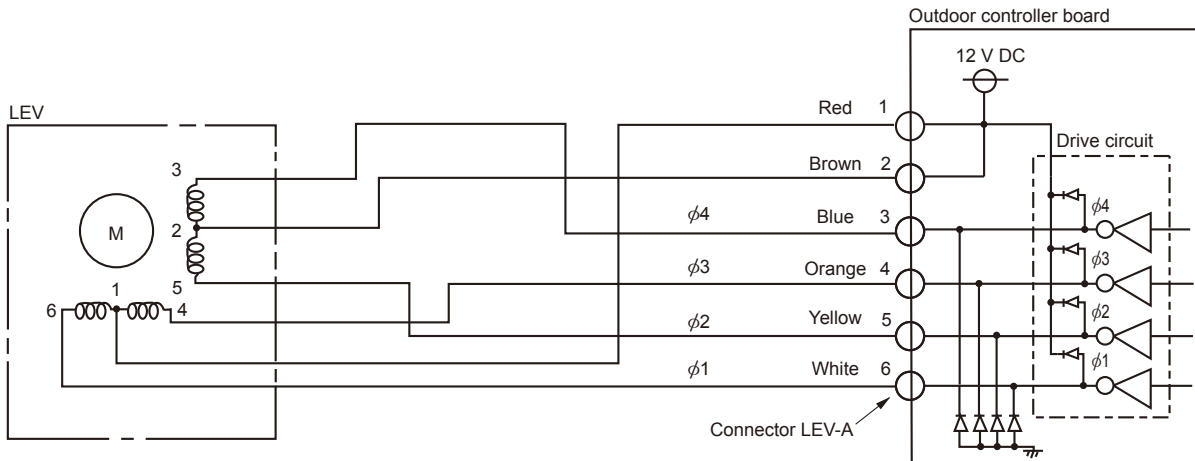 Outdoor controller board
12 V DC
LEV
Red 1
Drive circuit
Brown 2
3
ϕ4 Blue 3 ϕ4
M 2
ϕ3 Orange 4 ϕ3
1 5
6 4
ϕ2 Yellow 5 ϕ2
ϕ1 White 6 ϕ1
Connector LEV-A